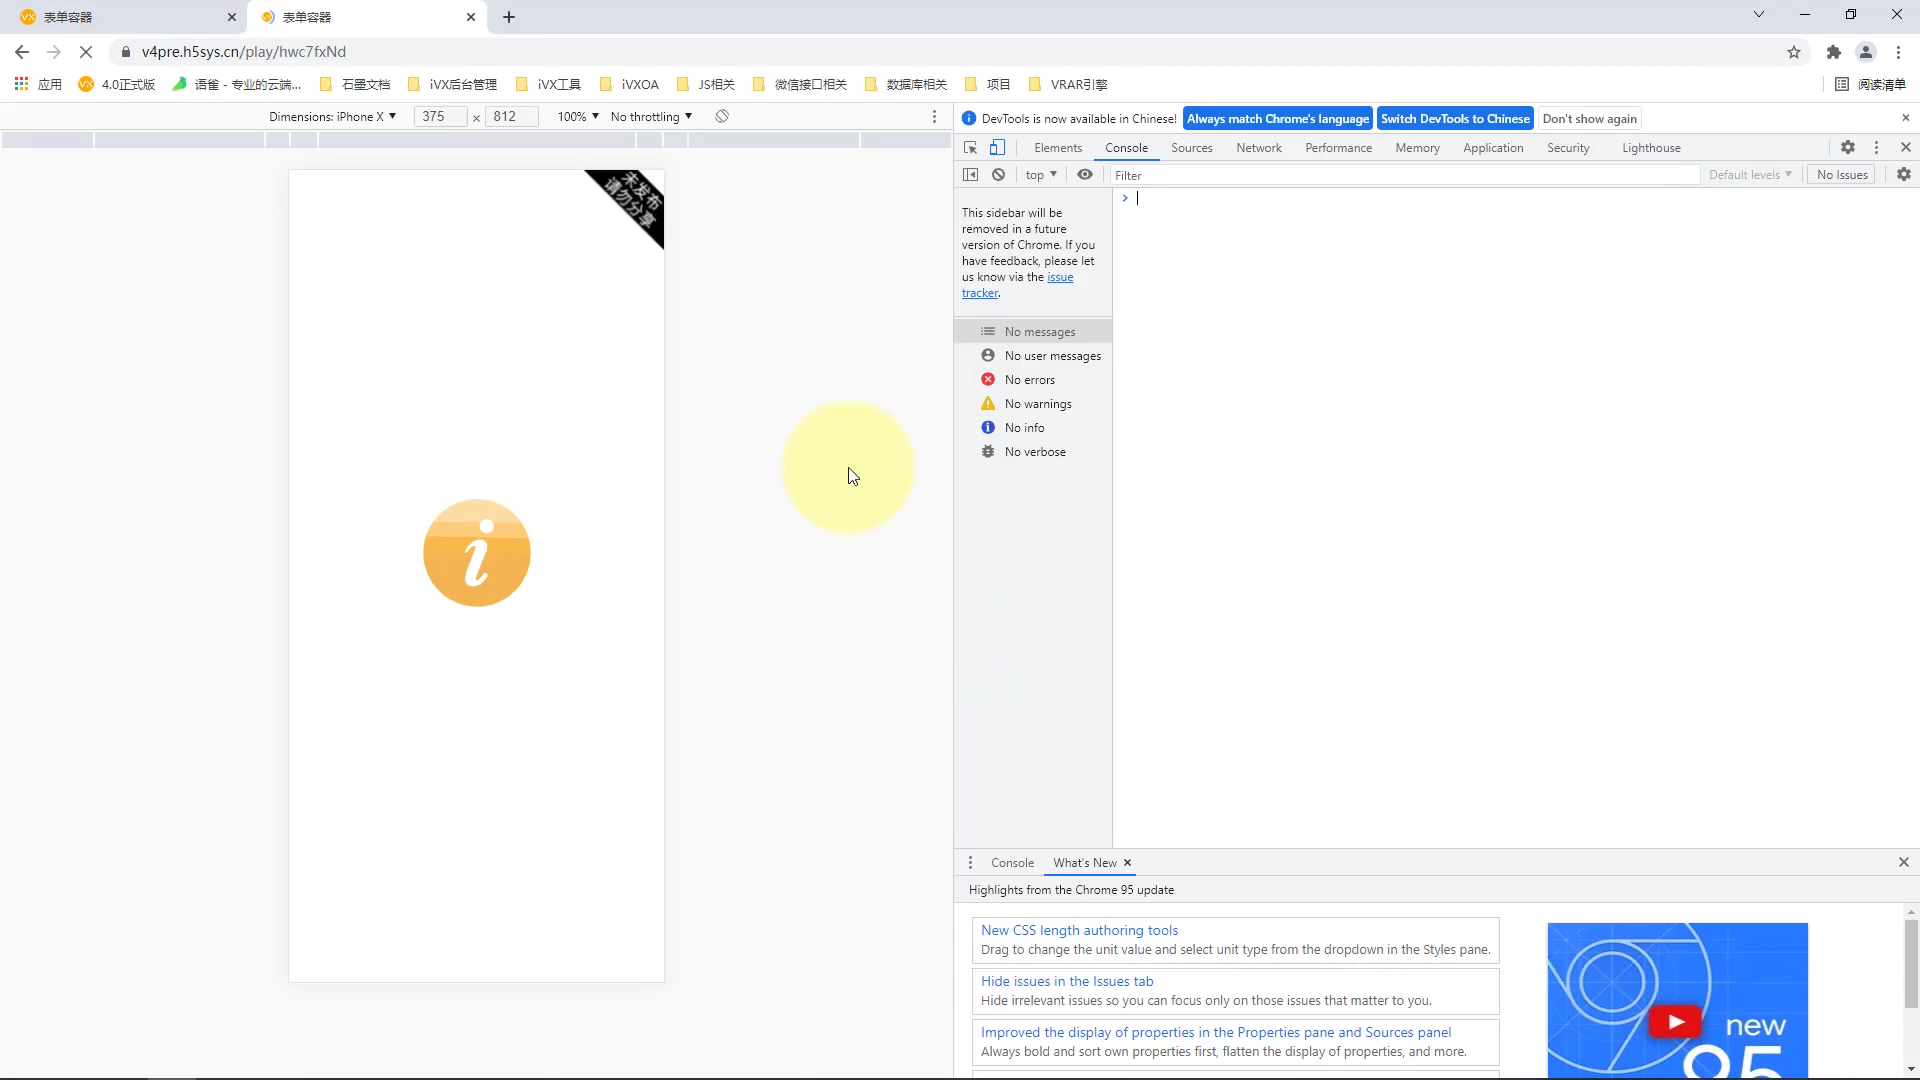 表单容器
表单容器
v4pre.h5sys.cn/play/hwc7fxNd
应用
4.0正式版
语雀 - 专业的云端...
石墨文档
iVX后台管理
iVX工具
iVXOA
JS相关
微信接口相关
数据库相关
项目
VRAR引擎
阅读清单
Dimensions: iPhone X
375
×
812
100%
No throttling
未发布
请勿分享
DevTools is now available in Chinese!
Always match Chrome's language
Switch DevTools to Chinese
Don't show again
Elements
Console
Sources
Network
Performance
Memory
Application
Security
Lighthouse
top
Filter
Default levels
No Issues
This sidebar will be
removed in a future
version of Chrome. If you
have feedback, please let
us know via the issue
tracker.
No messages
No user messages
No errors
No warnings
No info
No verbose
Console
What's New
Highlights from the Chrome 95 update
New CSS length authoring tools
Drag to change the unit value and select unit type from the dropdown in the Styles pane.
Hide issues in the Issues tab
Hide irrelevant issues so you can focus only on those issues that matter to you.
Improved the display of properties in the Properties pane and Sources panel
Always bold and sort own properties first, flatten the display of properties, and more.
new
95